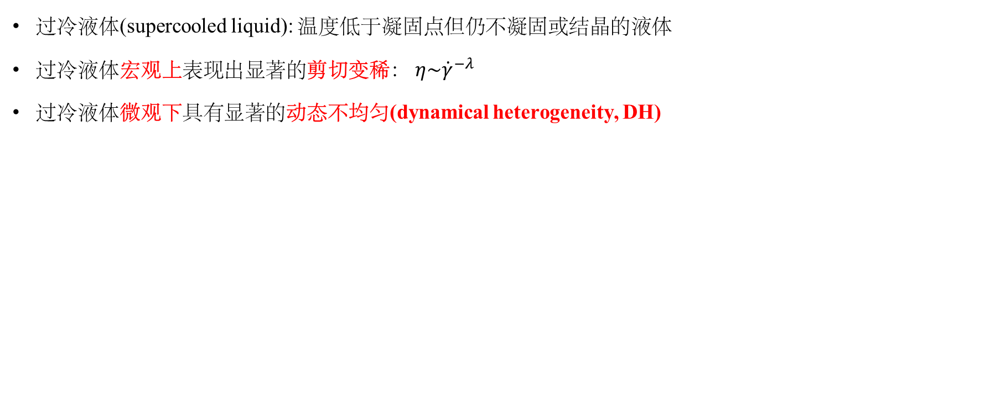 • 过冷液体(supercooled liquid): 温度低于凝固点但仍不凝固或结晶的液体
• 过冷液体宏观上表现出显著的剪切变稀： η~γ̇^−λ
• 过冷液体微观下具有显著的动态不均匀(dynamical heterogeneity, DH)